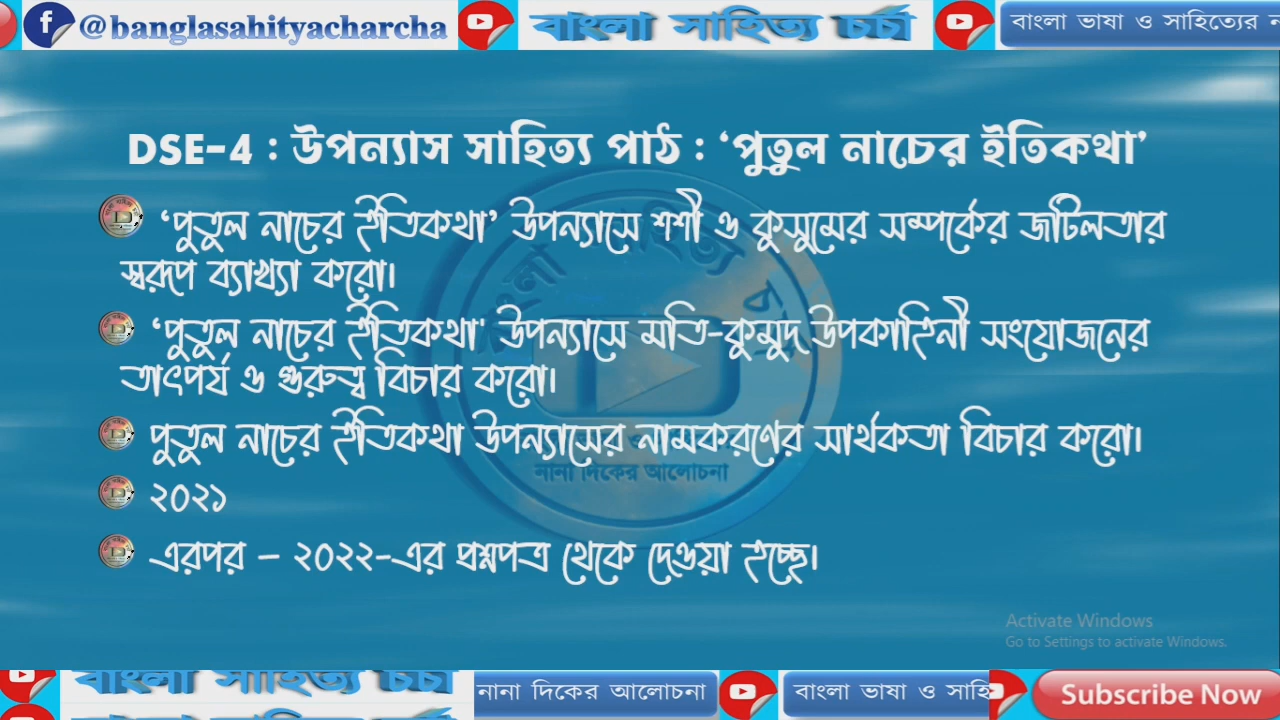 @banglasahityacharcha
বাংলা সাহিত্য চর্চা
বাংলা ভাষা ও সাহিত্যের
DSE-4 : উপন্যাস সাহিত্য পাঠ : ‘পুতুল নাচের ইতিকথা’
‘পুতুল নাচের ইতিকথা’ উপন্যাসে শশী ও কুসুমের সম্পর্কের জটিলতার
স্বরূপ ব্যাখ্যা করো।
‘পুতুল নাচের ইতিকথা' উপন্যাসে মতি-কুমুদ উপকাহিনী সংযোজনের
তাৎপর্য ও গুরুত্ব বিচার করো।
পুতুল নাচের ইতিকথা উপন্যাসের নামকরণের সার্থকতা বিচার করো।
নানা দিকের আলোচনা
২০২১
এরপর – ২০২২-এর প্রশ্নপত্র থেকে দেওয়া হচ্ছে।
Activate Windows
Go to Settings to activate Windows.
বাংলা সাহিত্য চর্চা
নানা দিকের আলোচনা
বাংলা ভাষা ও সাহি
Subscribe Now